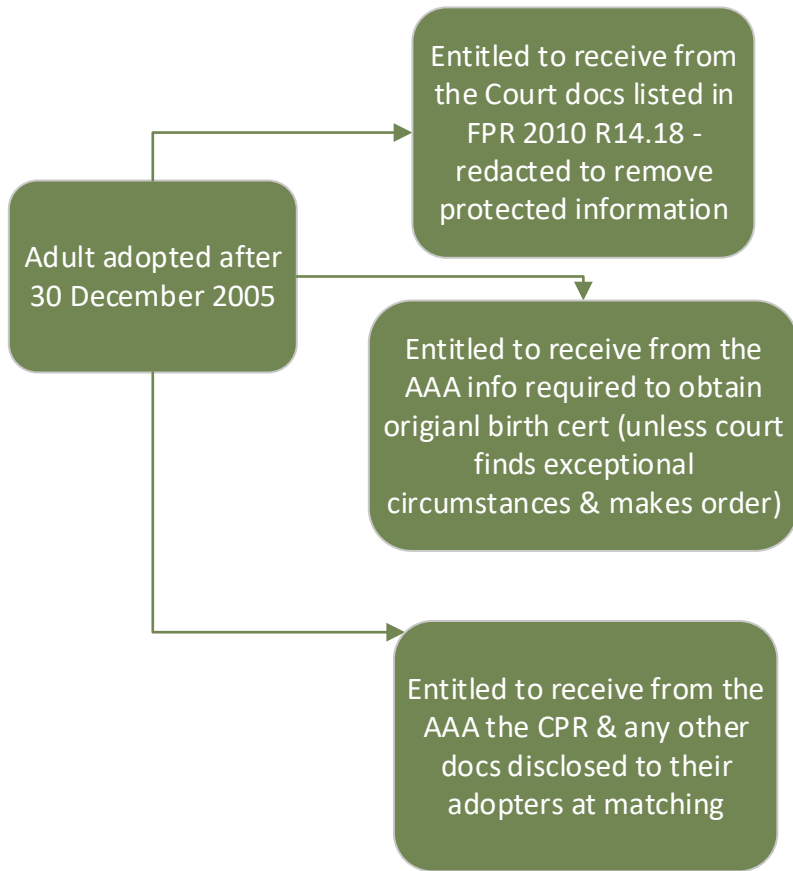 Entitled to receive from
the Court docs listed in
FPR 2010 R14.18 -
redacted to remove
protected information
Adult adopted after
30 December 2005
Entitled to receive from the
AAA info required to obtain
origianl birth cert (unless court
finds exceptional
circumstances & makes order)
Entitled to receive from the
AAA the CPR & any other
docs disclosed to their
adopters at matching